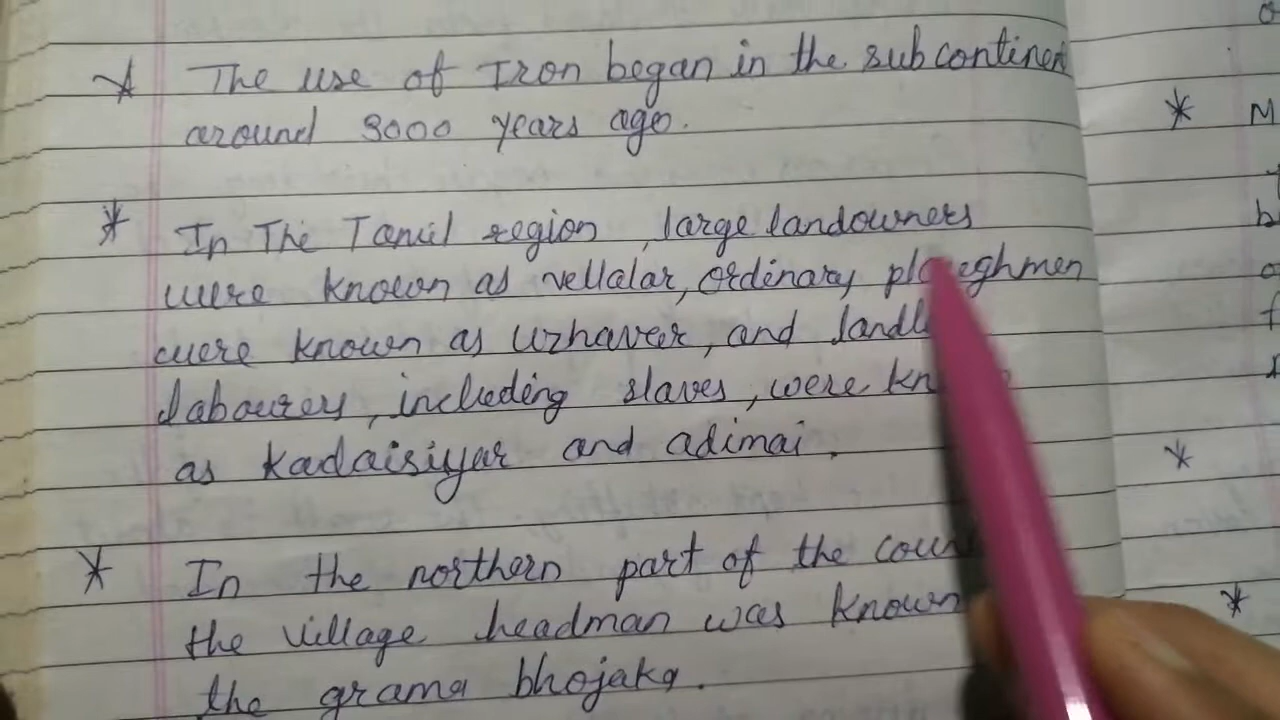 * The use of Iron began in the subcontinent
around 3000 years ago.
* In The Tamil region, large landowners
were known as vellalar, ordinary ploughmen
were known as uzhavar, and
labourers, including slaves, were
as kadaisiyar and adimai.
* In the northern part of the
the village headman was known
the grama bhojaka.
*
*
*